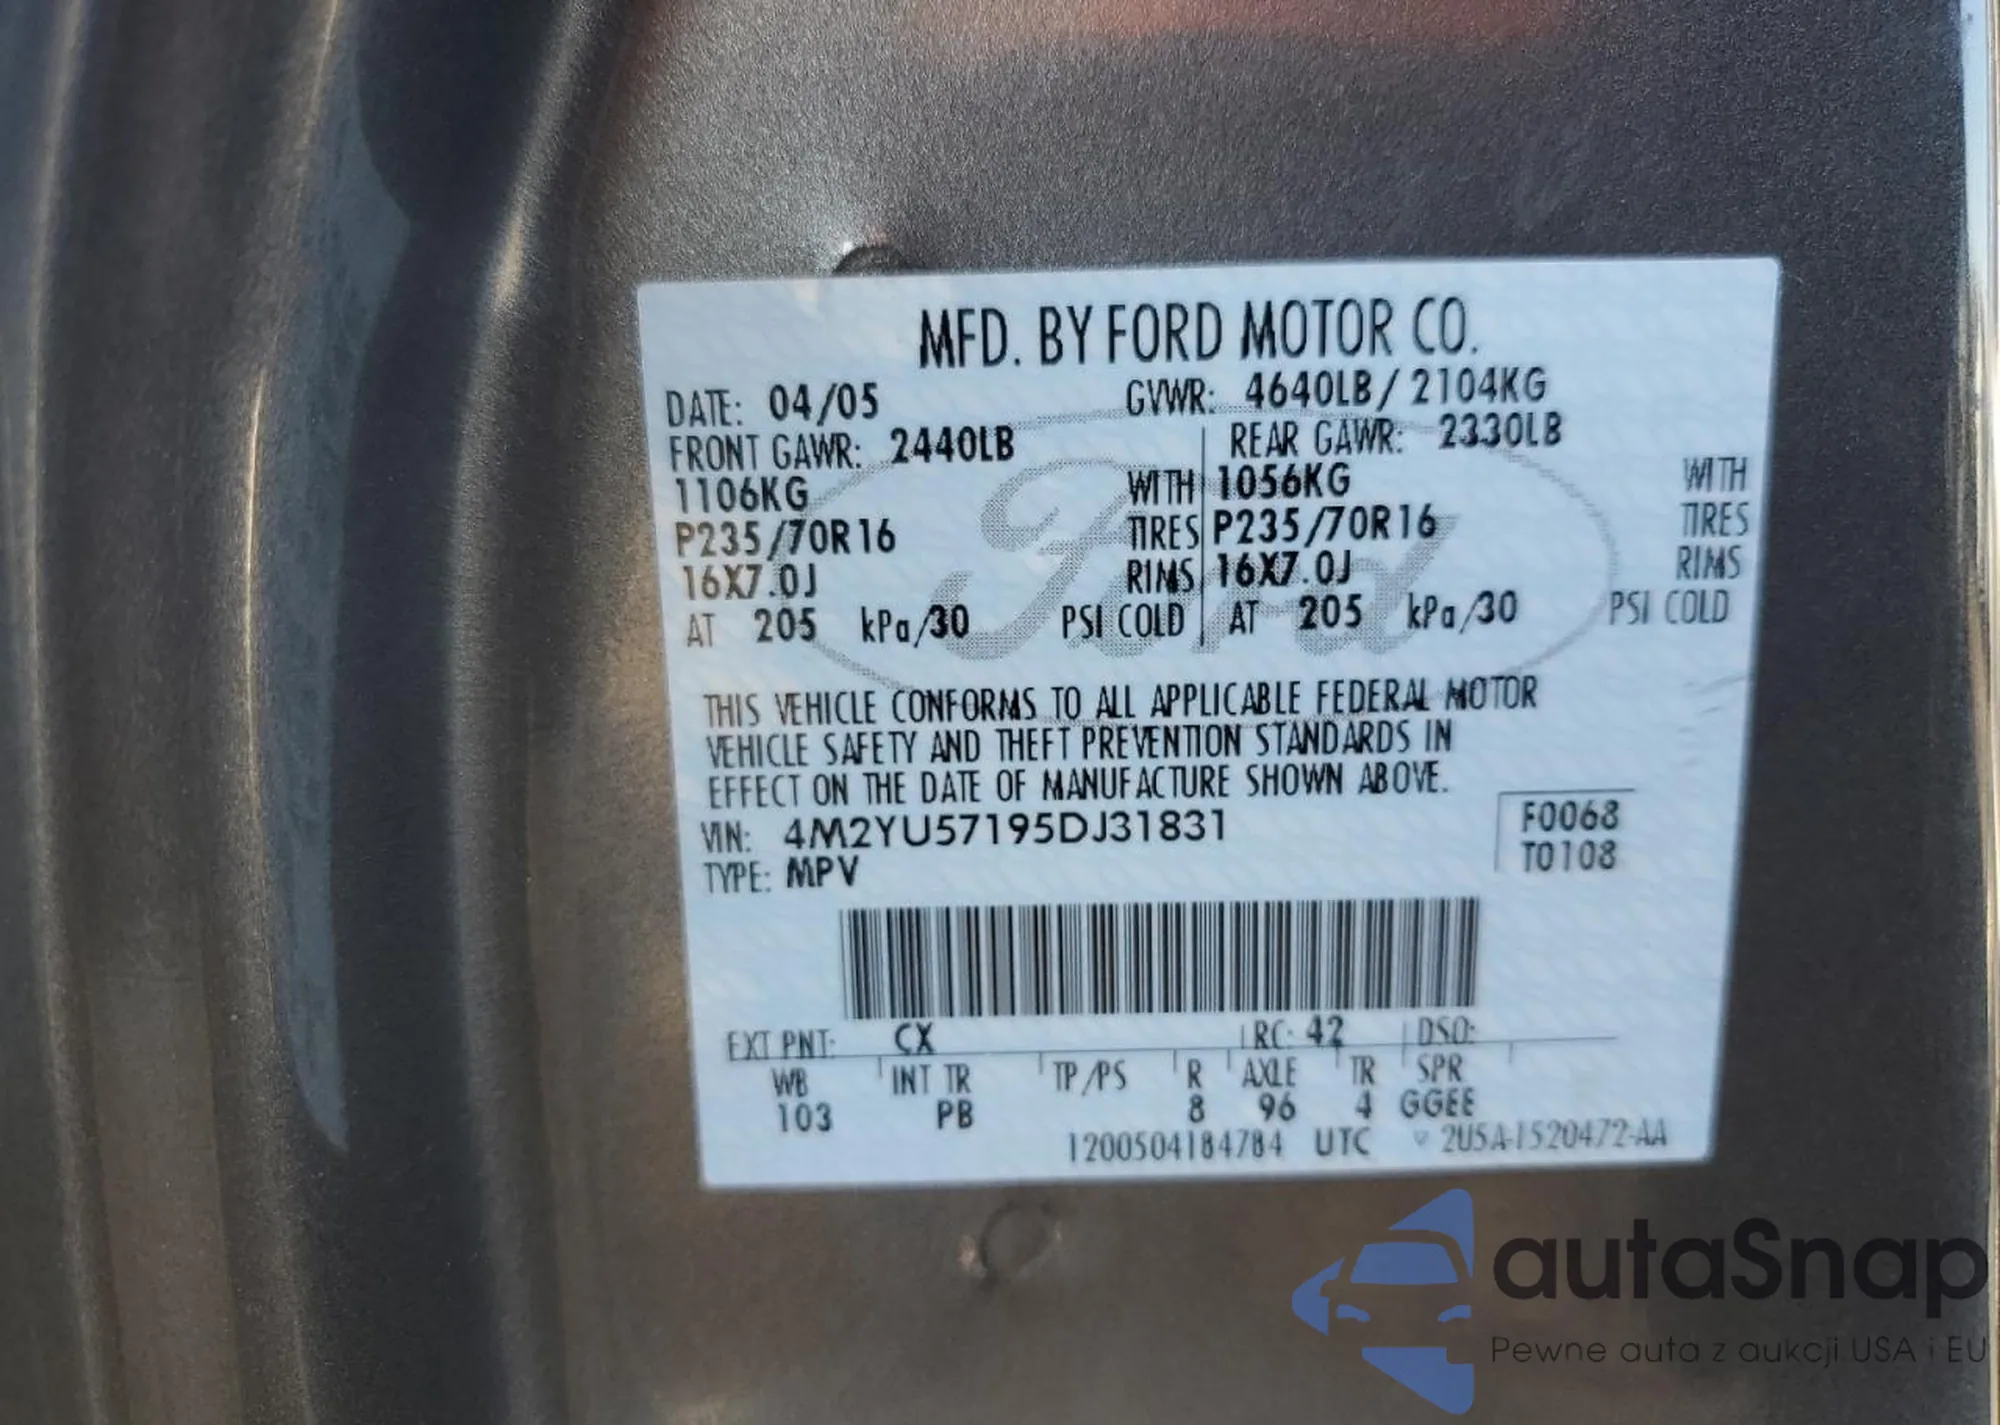 MFD. BY FORD MOTOR CO.
DATE: 04/05 GVWR: 4640LB / 2104KG
FRONT GAWR: 2440LB REAR GAWR: 2330LB
1106KG WITH 1056KG WITH
P235/70R16 TIRES P235/70R16 TIRES
16X7.0J RIMS 16X7.0J RIMS
AT 205 kPa/30 PSI COLD AT 205 kPa/30 PSI COLD
Ford
THIS VEHICLE CONFORMS TO ALL APPLICABLE FEDERAL MOTOR
VEHICLE SAFETY AND THEFT PREVENTION STANDARDS IN
EFFECT ON THE DATE OF MANUFACTURE SHOWN ABOVE.
VIN: 4M2YU57195DJ31831 F0068
TYPE: MPV T0108
EXT PNT: CX RC: 42 DSO:
WB INT TR TP/PS R AXLE TR SPR
103 PB 8 96 4 GGEE
1200504184784 UTC 2U5A-1520472-AA
autaSnap
Pewne auta z aukcji USA i EU